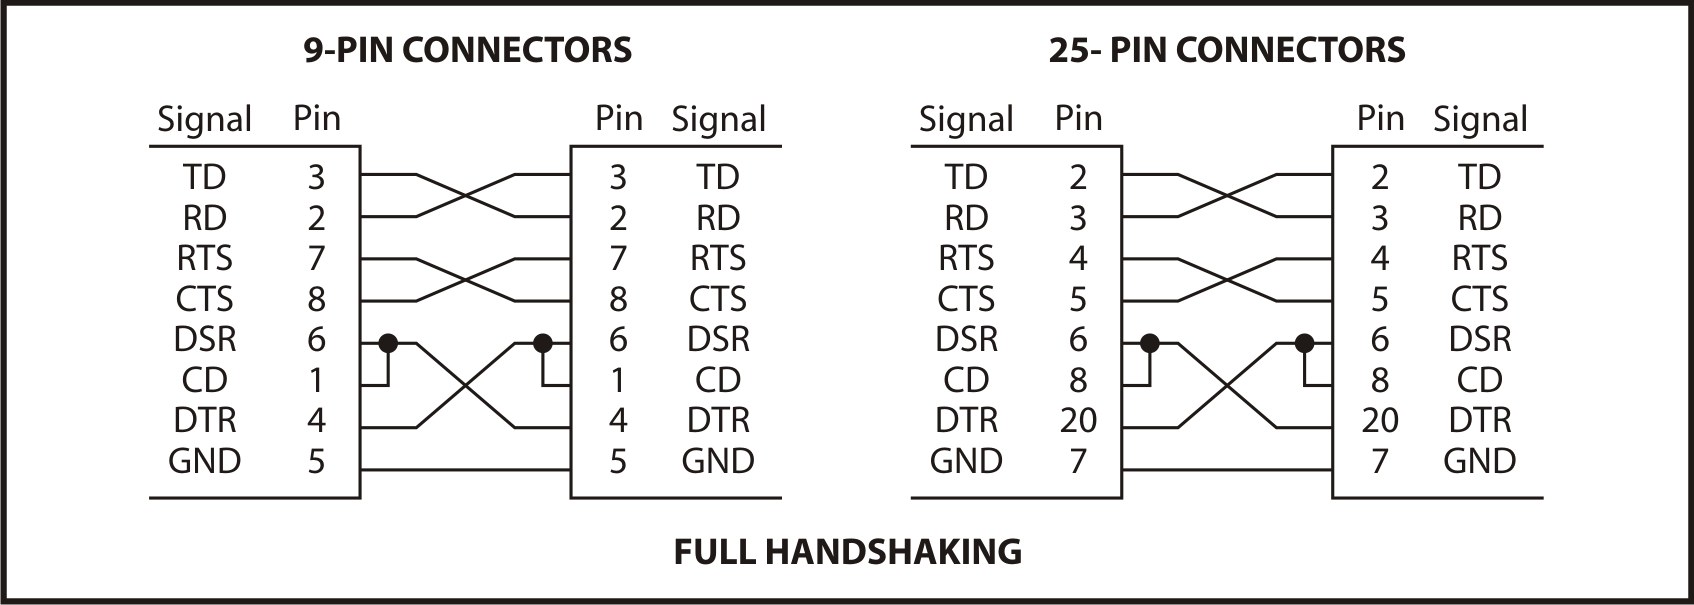 9-PIN CONNECTORS 25- PIN CONNECTORS
Signal Pin Pin Signal Signal Pin Pin Signal
TD 3 3 TD TD 2 2 TD
RD 2 2 RD RD 3 3 RD
RTS 7 7 RTS RTS 4 4 RTS
CTS 8 8 CTS CTS 5 5 CTS
DSR 6 6 DSR DSR 6 6 DSR
CD 1 1 CD CD 8 8 CD
DTR 4 4 DTR DTR 20 20 DTR
GND 5 5 GND GND 7 7 GND
FULL HANDSHAKING